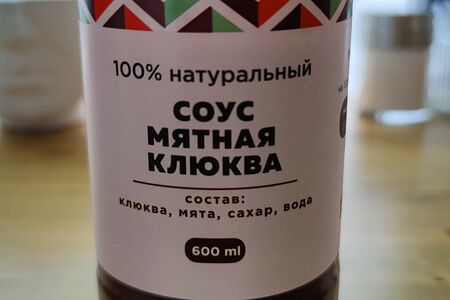 100% натуральный
СОУС
МЯТНАЯ
КЛЮКВА
состав:
клюква, мята, сахар, вода
600 ml